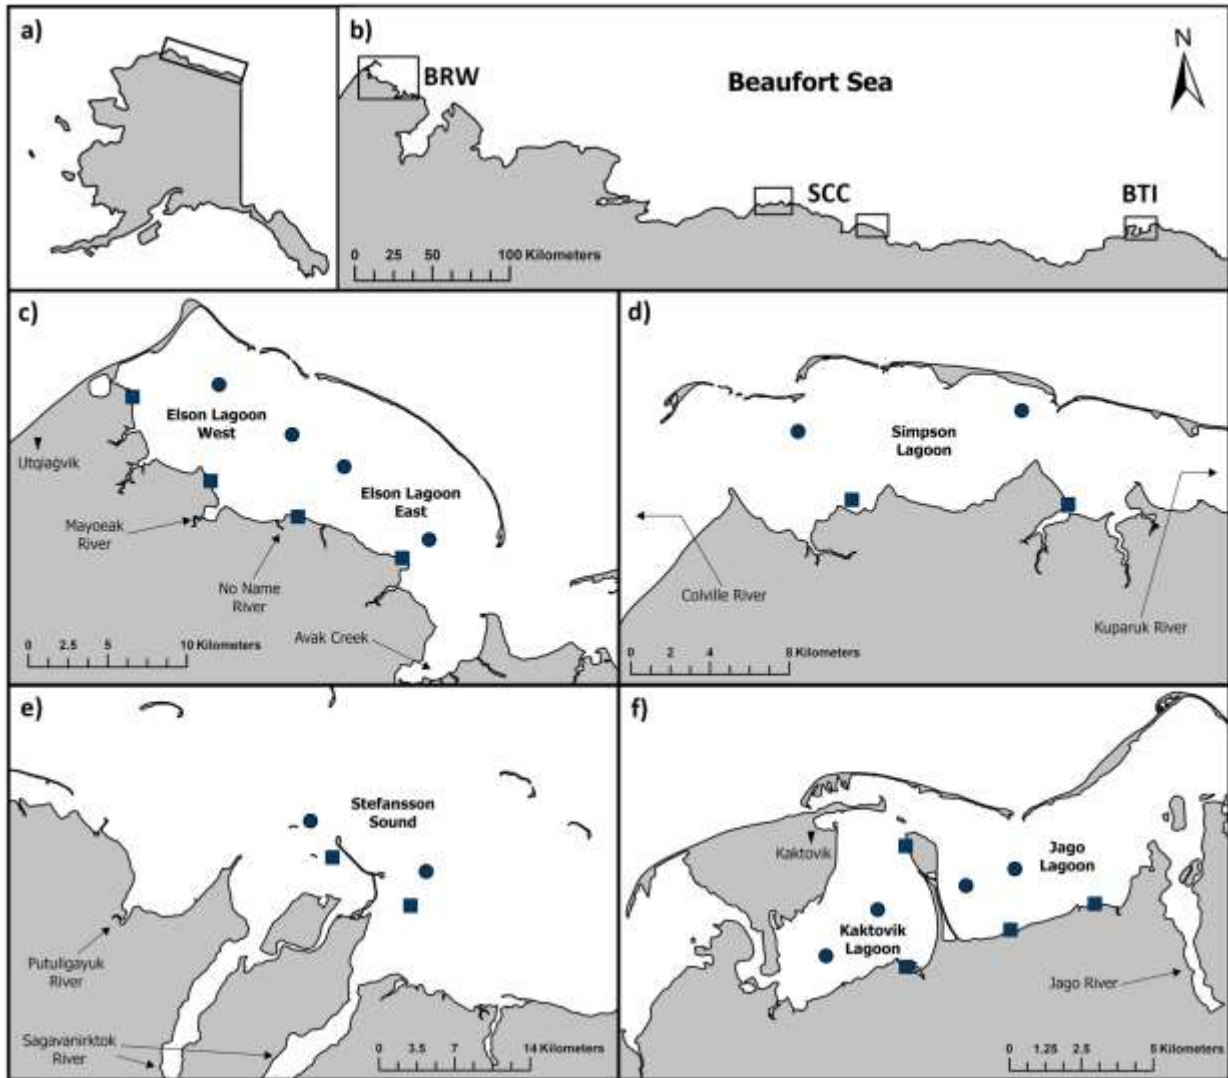 a)
b)
BRW
Beaufort Sea
N
SCC
BTI
0 25 50 100 Kilometers
c)
Elson Lagoon
West
Utqiaġvik
Elson Lagoon
East
Mayoeak
River
No Name
River
Avak Creek
0 2.5 5 10 Kilometers
d)
Simpson
Lagoon
Colville River
Kuparuk River
0 2 4 8 Kilometers
e)
Stefansson
Sound
Putuligayuk
River
Sagavanirktok
River
0 3.5 7 14 Kilometers
f)
Kaktovik
Jago
Lagoon
Kaktovik
Lagoon
Jago River
0 1.25 2.5 5 Kilometers